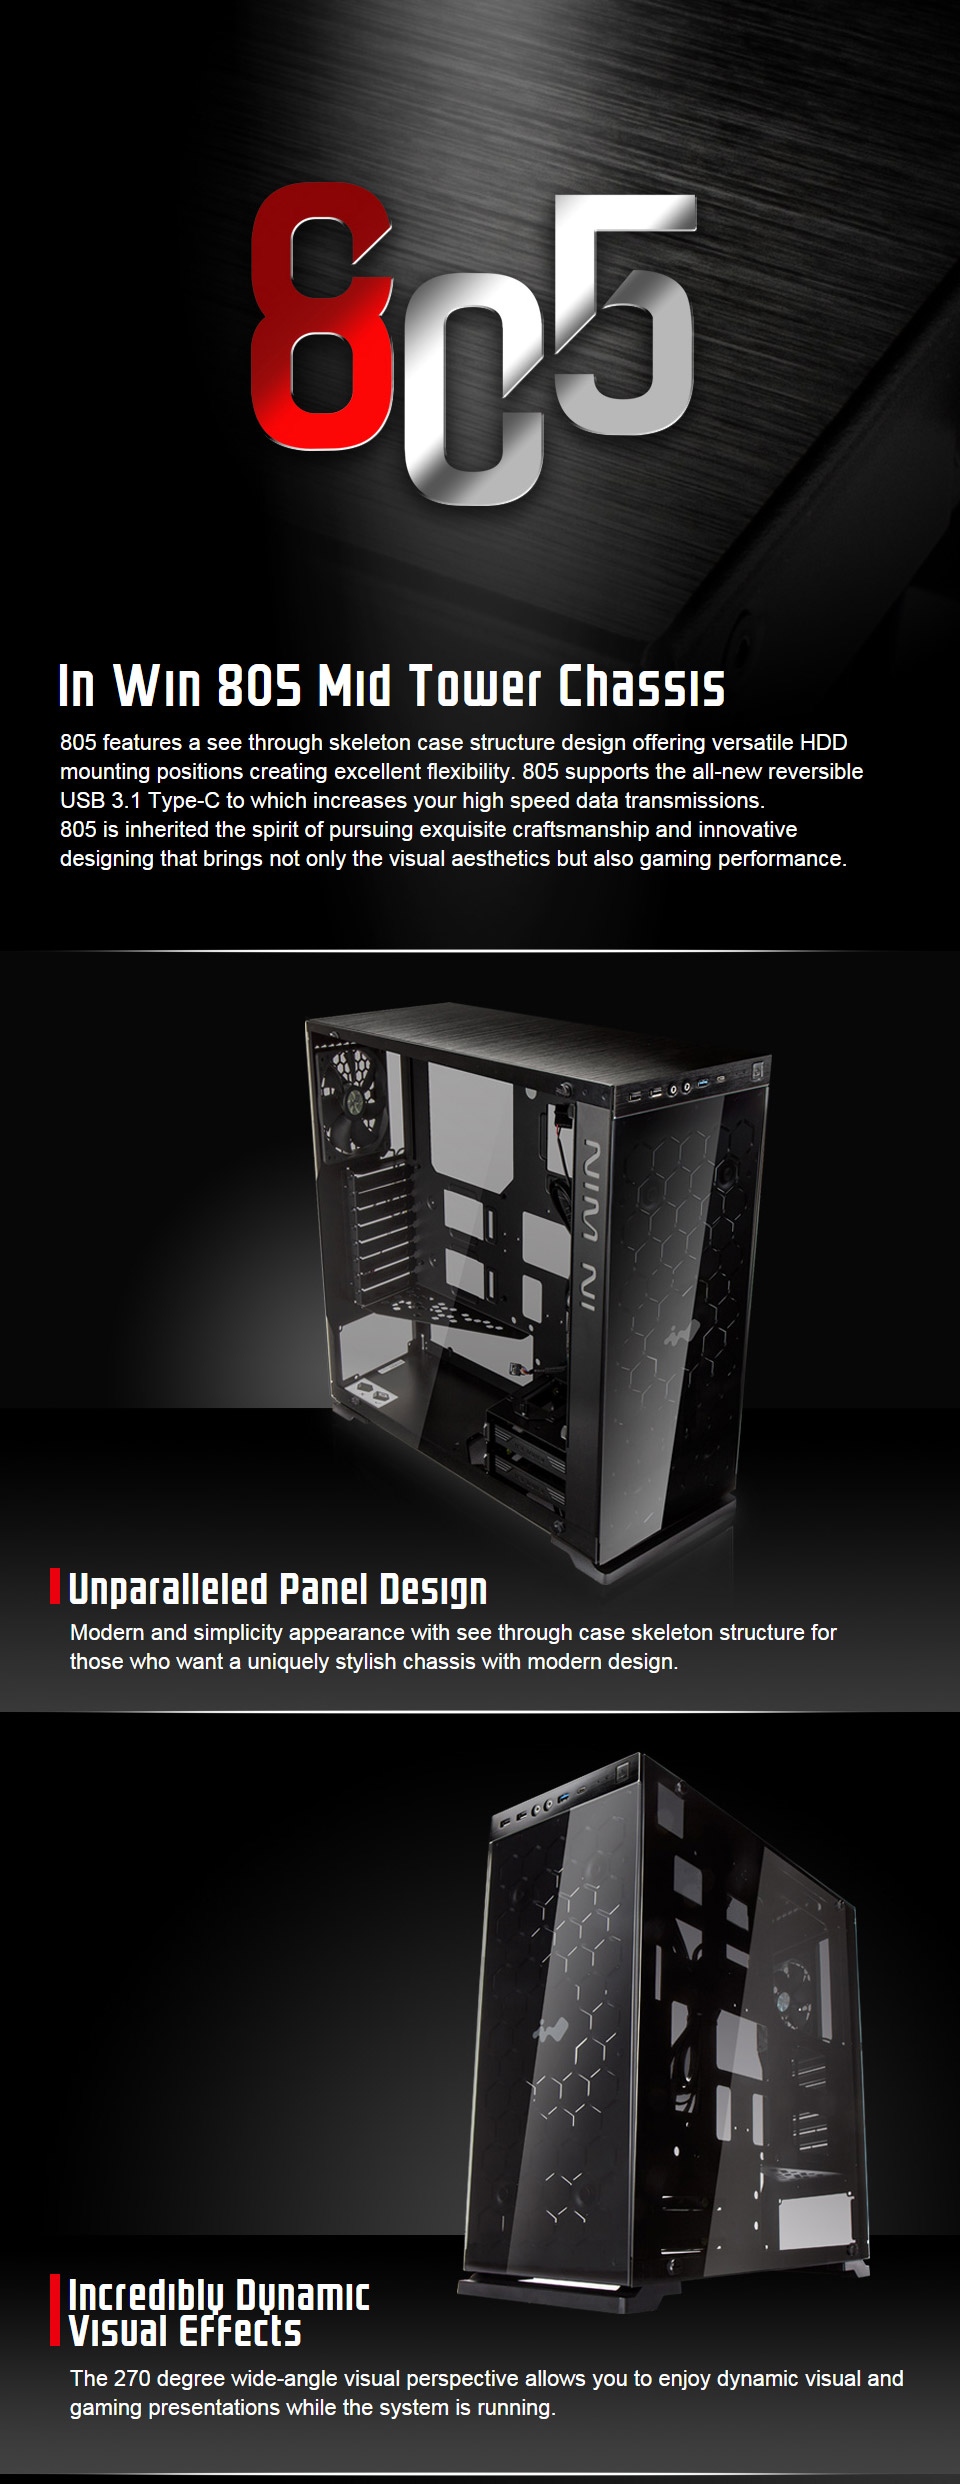 805
In Win 805 Mid Tower Chassis
805 features a see through skeleton case structure design offering versatile HDD
mounting positions creating excellent flexibility. 805 supports the all-new reversible
USB 3.1 Type-C to which increases your high speed data transmissions.
805 is inherited the spirit of pursuing exquisite craftsmanship and innovative
designing that brings not only the visual aesthetics but also gaming performance.
IN WIN
Unparalleled Panel Design
Modern and simplicity appearance with see through case skeleton structure for
those who want a uniquely stylish chassis with modern design.
Incredibly Dynamic
Visual Effects
The 270 degree wide-angle visual perspective allows you to enjoy dynamic visual and
gaming presentations while the system is running.